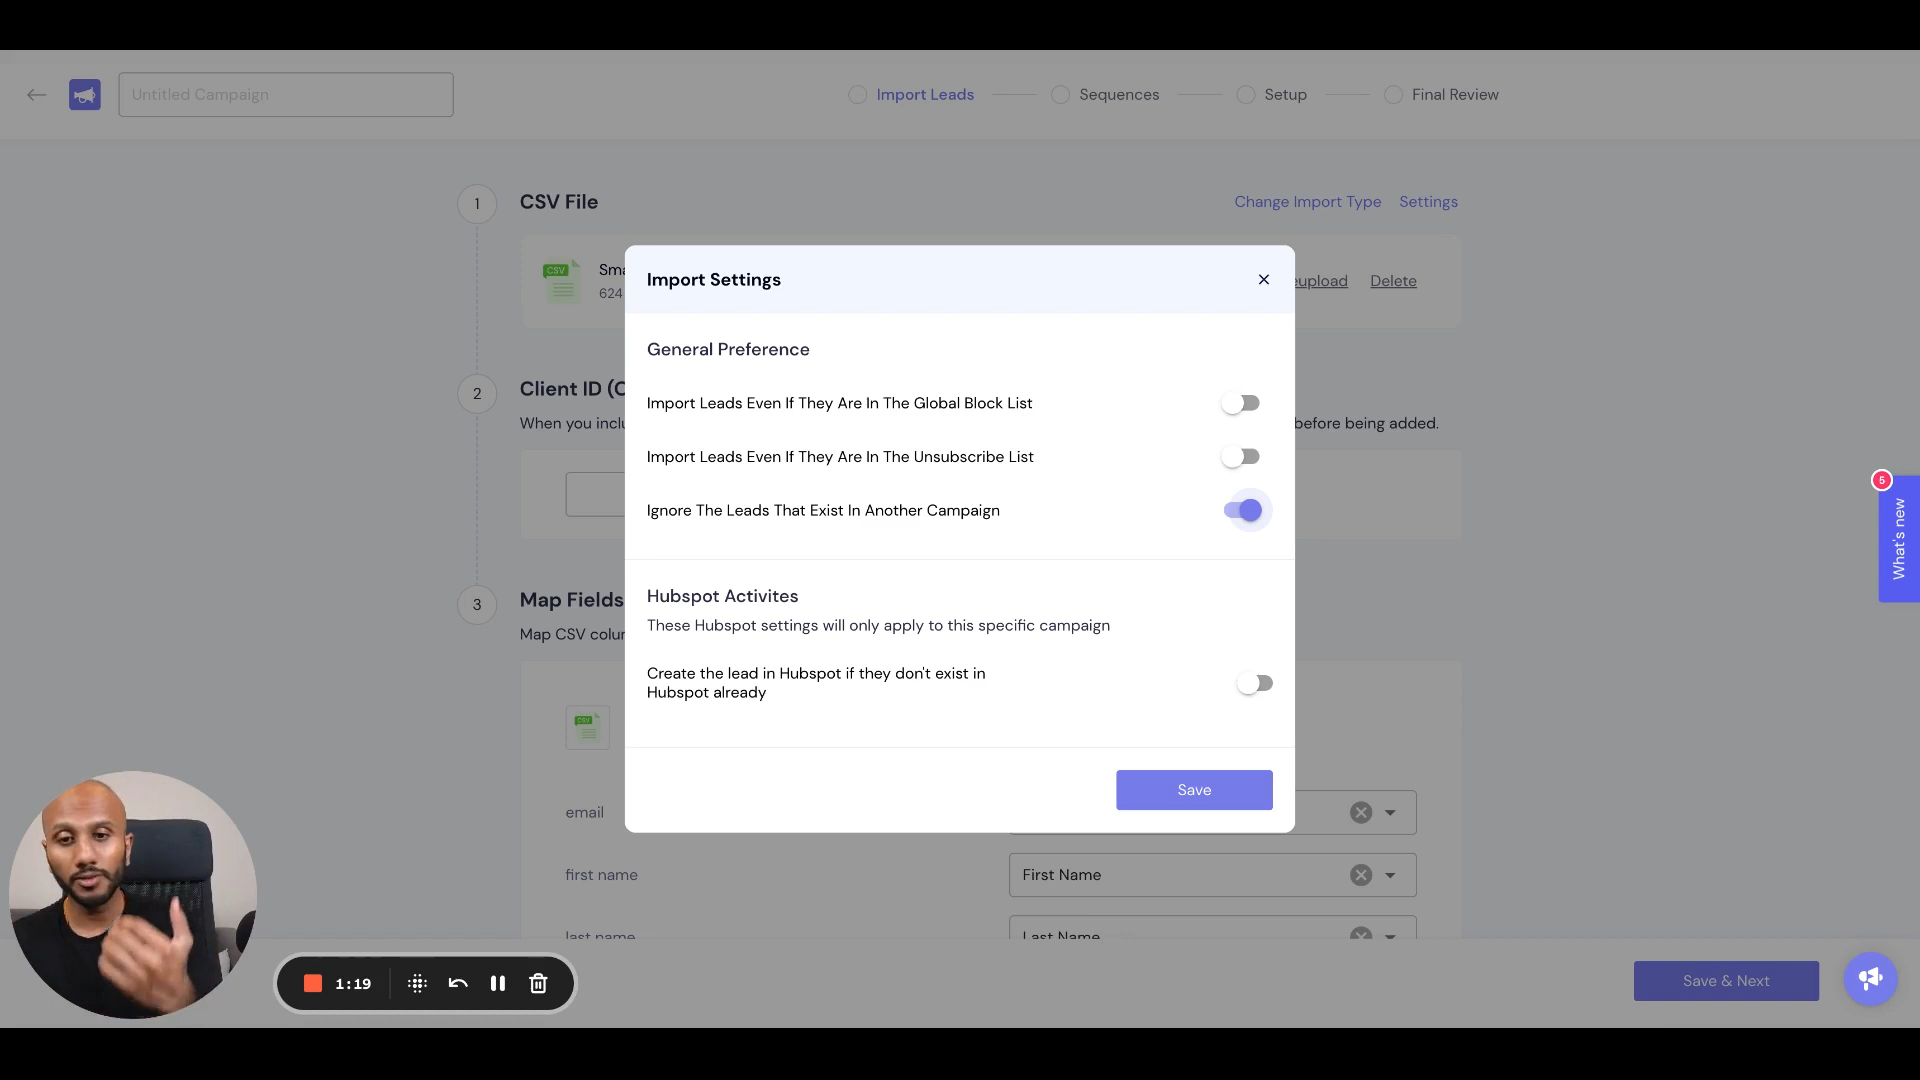 Untitled Campaign
Import Leads
Sequences
Setup
Final Review
1
CSV File
Change Import Type
Settings
CSV
624
Delete
Import Settings
General Preference
Import Leads Even If They Are In The Global Block List
Import Leads Even If They Are In The Unsubscribe List
Ignore The Leads That Exist In Another Campaign
Hubspot Activites
These Hubspot settings will only apply to this specific campaign
Create the lead in Hubspot if they don't exist in
Hubspot already
Save
2
Client ID
When you
before being added.
5
What's new
3
Map Fields
Map CSV
CSV
email
first name
First Name
last name
Last Name
1:19
Save & Next